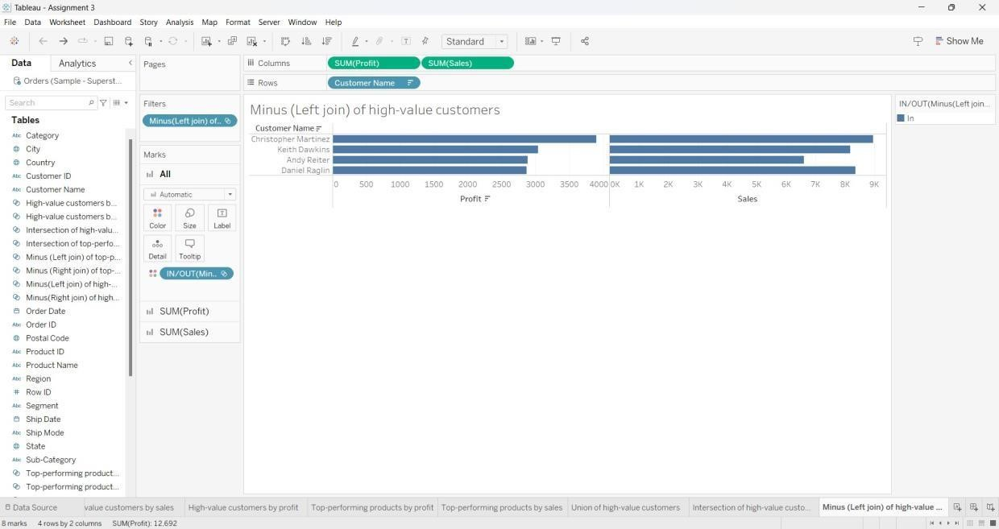 Tableau - Assignment 3
File Data Worksheet Dashboard Story Analysis Map Format Server Window Help
Standard
Show Me
Data Analytics
Orders (Sample - Superst...
Search
Tables
Abc Category
City
Country
Abc Customer ID
Abc Customer Name
High-value customers b...
High-value customers b...
Intersection of high-valu...
Intersection of top-perfo...
Minus (Left join) of top-p...
Minus (Right join) of top-...
Minus(Left join) of high-...
Minus(Right join) of high...
Order Date
Abc Order ID
Postal Code
Abc Product ID
Abc Product Name
Abc Region
# Row ID
Abc Segment
Ship Date
Abc Ship Mode
State
Abc Sub-Category
Top-performing product...
Top-performing product...
Pages
Filters
Minus(Left join) of..
Marks
All
Automatic
Color Size Label
Detail Tooltip
IN/OUT(Min..
SUM(Profit)
SUM(Sales)
Columns SUM(Profit) SUM(Sales)
Rows Customer Name
Minus (Left join) of high-value customers
Customer Name
Christopher Martinez
Keith Dawkins
Andy Reiter
Daniel Raglin
0 500 1000 1500 2000 2500 3000 3500 4000 0K 1K 2K 3K 4K 5K 6K 7K 8K 9K
Profit Sales
IN/OUT(Minus(Left join...
In
Data Source value customers by sales High-value customers by profit Top-performing products by profit Top-performing products by sales Union of high-value customers Intersection of high-value custo... Minus (Left join) of high-value ...
8 marks 4 rows by 2 columns SUM(Profit): 12,692